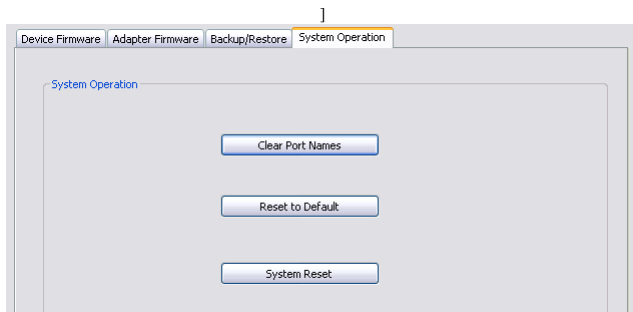 ]
Device Firmware Adapter Firmware Backup/Restore System Operation
System Operation
Clear Port Names
Reset to Default
System Reset